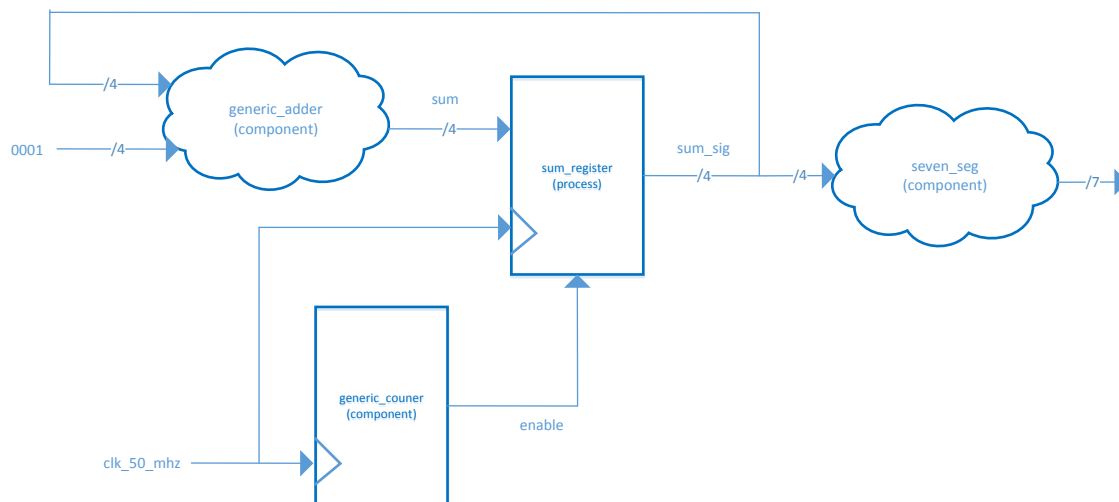 /4
generic_adder
(component)
sum
/4
0001
/4
sum_register
(process)
sum_sig
/4
/4
seven_seg
(component)
/7
generic_couner
(component)
enable
clk_50_mhz